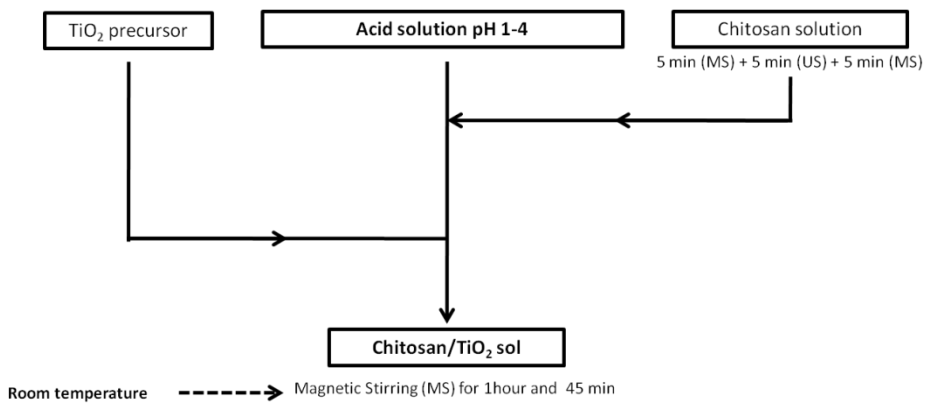 TiO₂ precursor
Acid solution pH 1-4
Chitosan solution
5 min (MS) + 5 min (US) + 5 min (MS)
Chitosan/TiO₂ sol
Room temperature
Magnetic Stirring (MS) for 1hour and 45 min